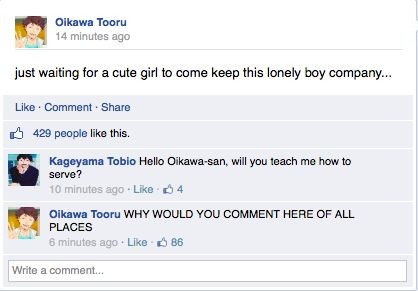 Oikawa Tooru
14 minutes ago
just waiting for a cute girl to come keep this lonely boy company...
Like · Comment · Share
429 people like this.
Kageyama Tobio Hello Oikawa-san, will you teach me how to
serve?
10 minutes ago · Like · 4
Oikawa Tooru WHY WOULD YOU COMMENT HERE OF ALL
PLACES
6 minutes ago · Like · 86
Write a comment...